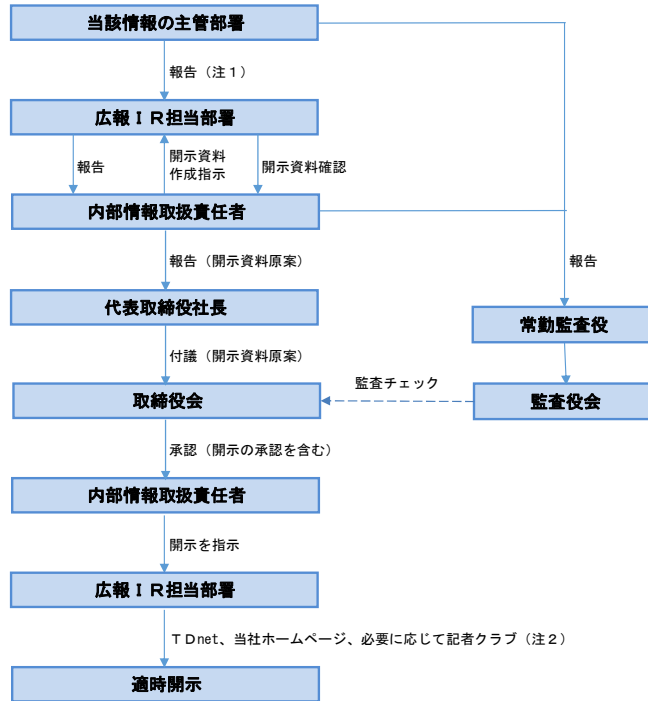 当該情報の主管部署
報告（注１）
広報ＩＲ担当部署
報告
開示資料
作成指示
開示資料確認
内部情報取扱責任者
報告（開示資料原案）
報告
代表取締役社長
常勤監査役
付議（開示資料原案）
監査チェック
取締役会
監査役会
承認（開示の承認を含む）
内部情報取扱責任者
開示を指示
広報ＩＲ担当部署
ＴＤnet、当社ホームページ、必要に応じて記者クラブ（注２）
適時開示